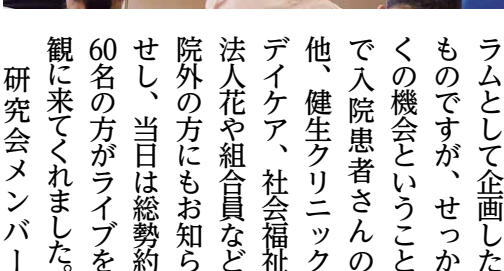 ラムとして企画した
ものですが、せっか
くの機会ということ
で入院患者さんの
他、健生クリニック
デイケア、社会福祉
法人花や組合員など
院外の方にもお知ら
せし、当日は総勢約
60名の方がライブを
観に来てくれました。
研究会メンバー